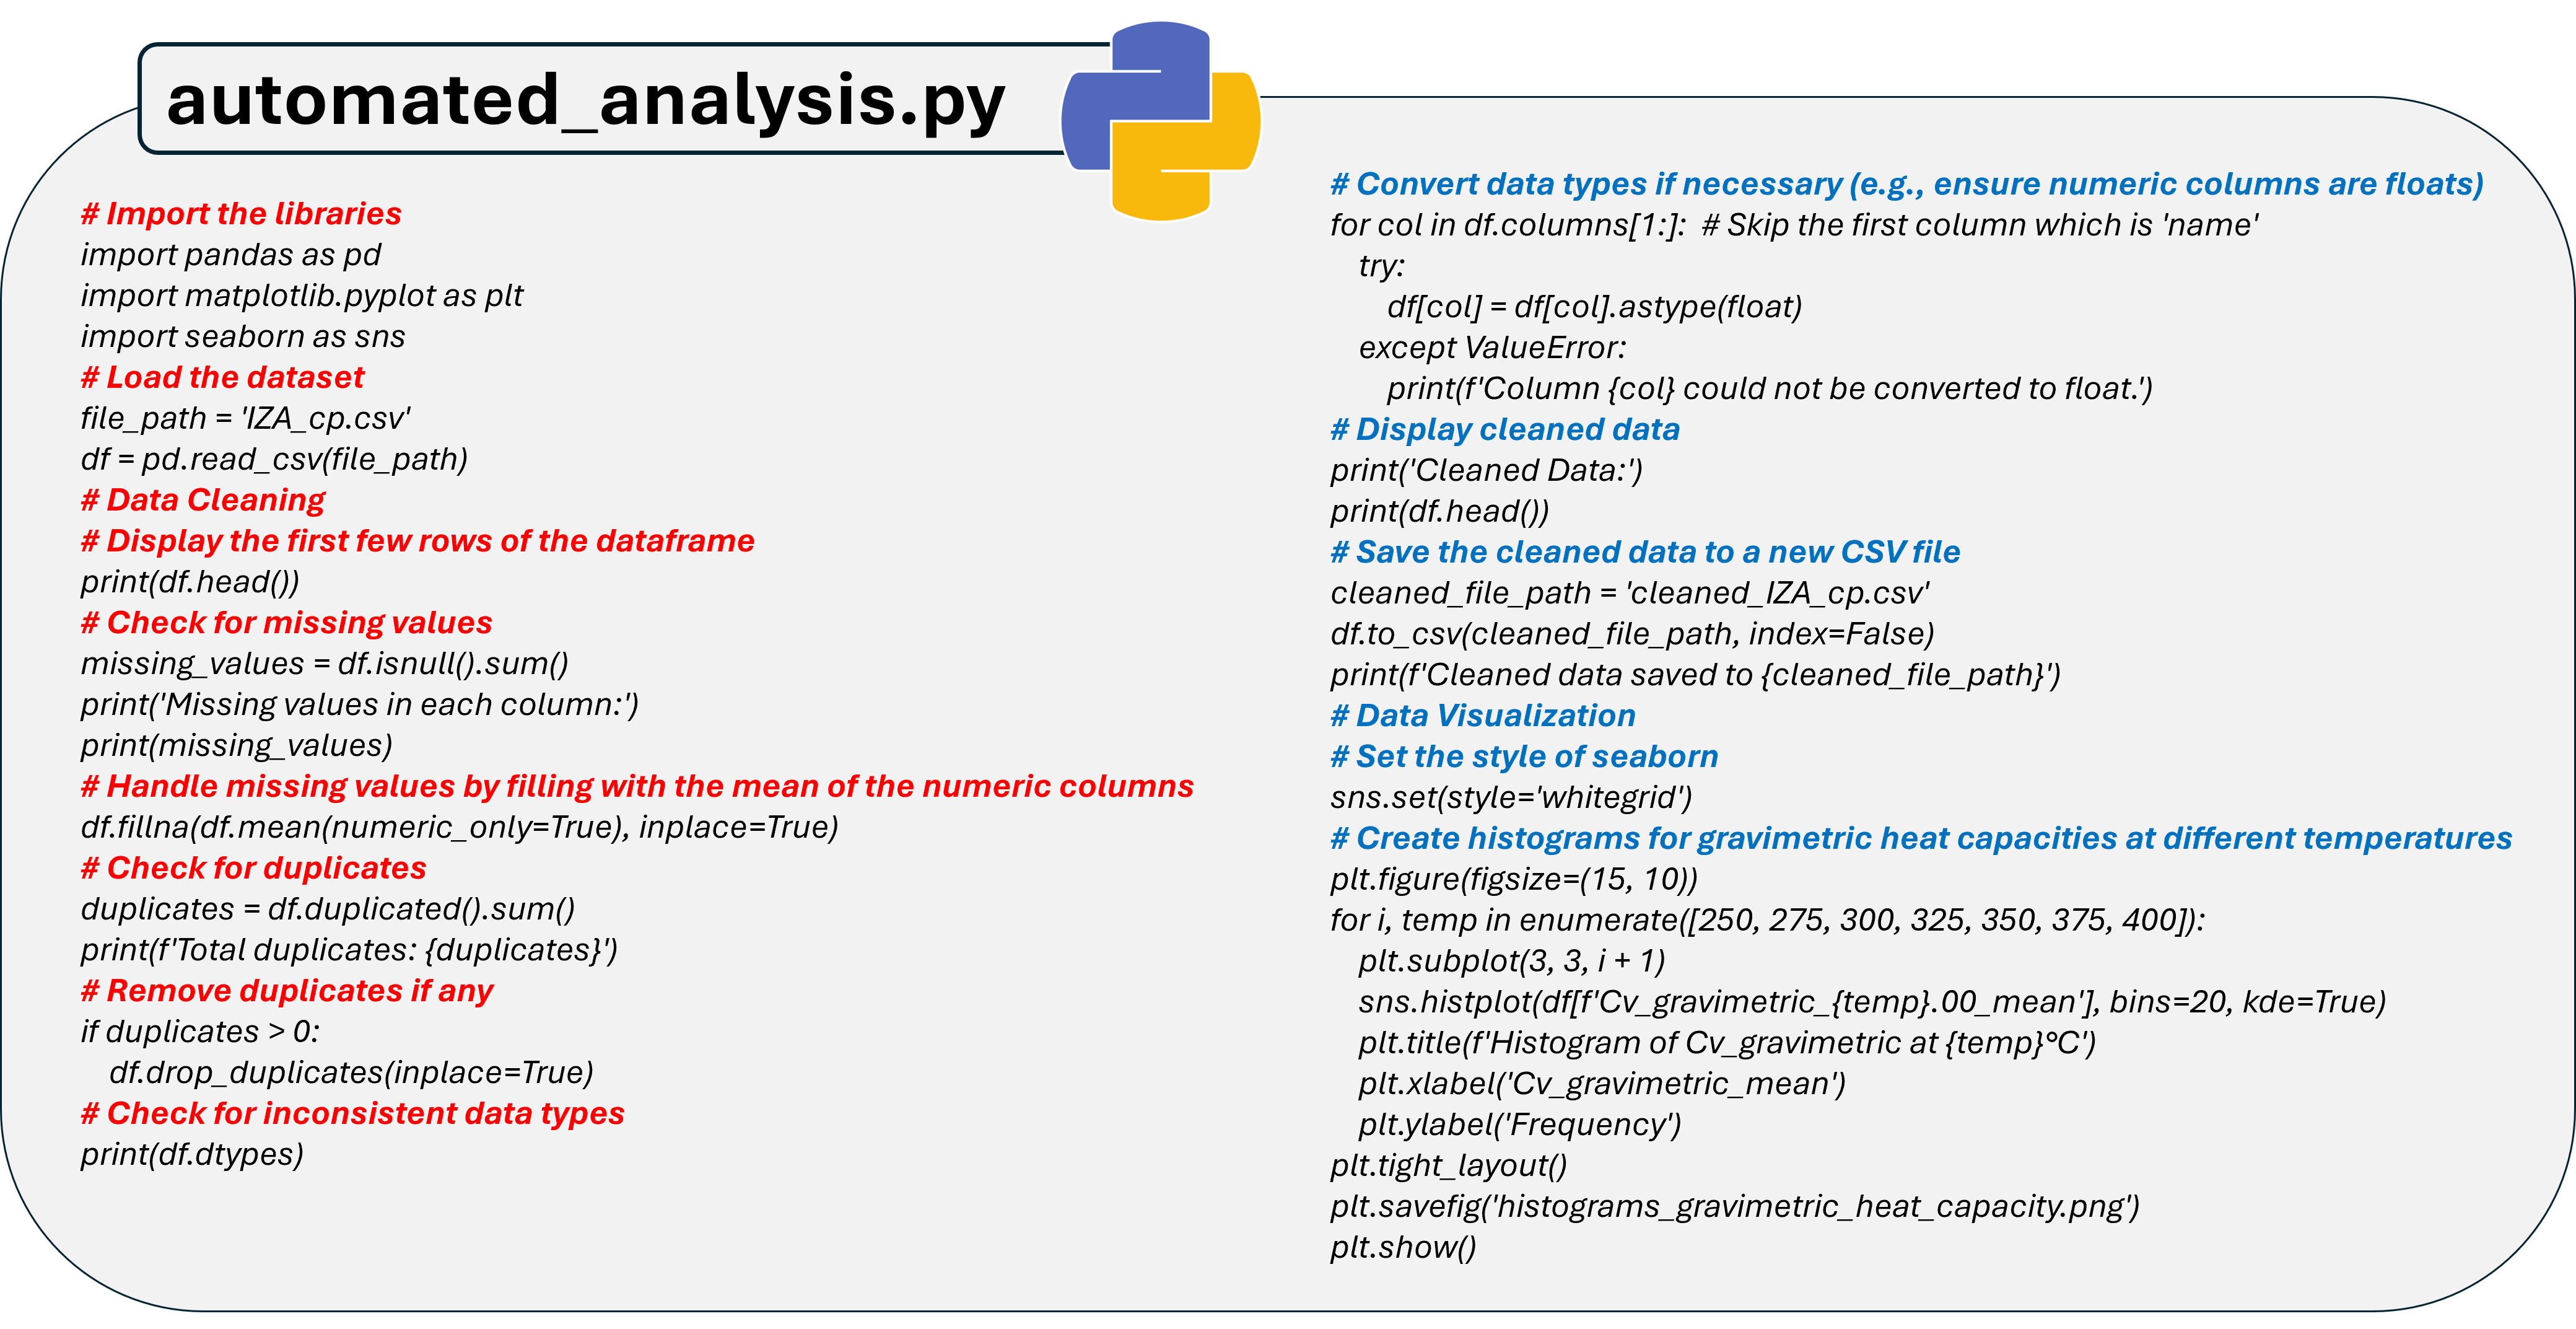 automated_analysis.py
# Import the libraries
import pandas as pd
import matplotlib.pyplot as plt
import seaborn as sns
# Load the dataset
file_path = 'IZA_cp.csv'
df = pd.read_csv(file_path)
# Data Cleaning
# Display the first few rows of the dataframe
print(df.head())
# Check for missing values
missing_values = df.isnull().sum()
print('Missing values in each column:')
print(missing_values)
# Handle missing values by filling with the mean of the numeric columns
df.fillna(df.mean(numeric_only=True), inplace=True)
# Check for duplicates
duplicates = df.duplicated().sum()
print(f'Total duplicates: {duplicates}')
# Remove duplicates if any
if duplicates > 0:
    df.drop_duplicates(inplace=True)
# Check for inconsistent data types
print(df.dtypes)
# Convert data types if necessary (e.g., ensure numeric columns are floats)
for col in df.columns[1:]:  # Skip the first column which is 'name'
    try:
        df[col] = df[col].astype(float)
    except ValueError:
        print(f'Column {col} could not be converted to float.')
# Display cleaned data
print('Cleaned Data:')
print(df.head())
# Save the cleaned data to a new CSV file
cleaned_file_path = 'cleaned_IZA_cp.csv'
df.to_csv(cleaned_file_path, index=False)
print(f'Cleaned data saved to {cleaned_file_path}')
# Data Visualization
# Set the style of seaborn
sns.set(style='whitegrid')
# Create histograms for gravimetric heat capacities at different temperatures
plt.figure(figsize=(15, 10))
for i, temp in enumerate([250, 275, 300, 325, 350, 375, 400]):
    plt.subplot(3, 3, i + 1)
    sns.histplot(df[f'Cv_gravimetric_{temp}.00_mean'], bins=20, kde=True)
    plt.title(f'Histogram of Cv_gravimetric at {temp}°C')
    plt.xlabel('Cv_gravimetric_mean')
    plt.ylabel('Frequency')
plt.tight_layout()
plt.savefig('histograms_gravimetric_heat_capacity.png')
plt.show()